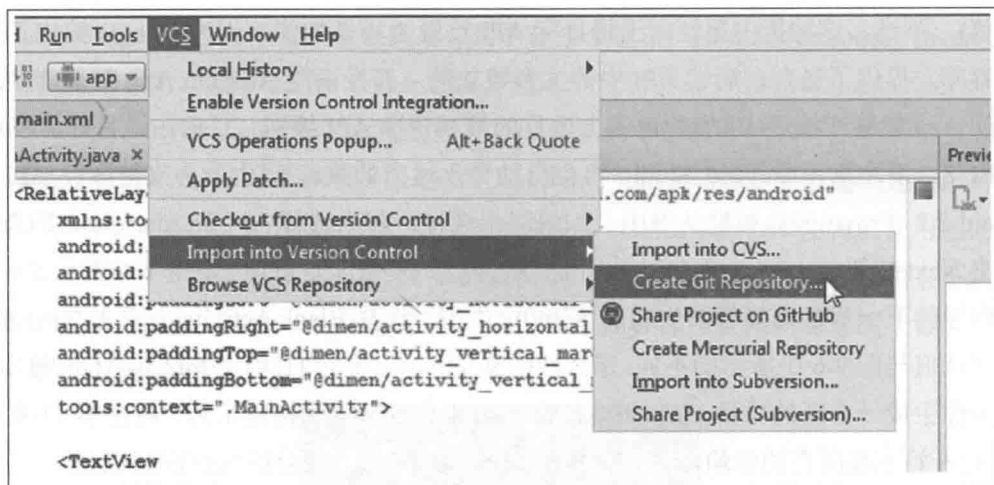 Run Tools VCS Window Help
app
main.xml
Activity.java ×
Local History
Enable Version Control Integration...
VCS Operations Popup... Alt+Back Quote
Apply Patch...
Checkout from Version Control
Import into Version Control
Browse VCS Repository
Import into CVS...
Create Git Repository...
Share Project on GitHub
Create Mercurial Repository
Import into Subversion...
Share Project (Subversion)...
Previe
<RelativeLay .com/apk/res/android"
xmlns:to
android:
android:
android:
android:paddingRight="@dimen/activity_horizontal
android:paddingTop="@dimen/activity_vertical_mar
android:paddingBottom="@dimen/activity_vertical
tools:context=".MainActivity">
<TextView